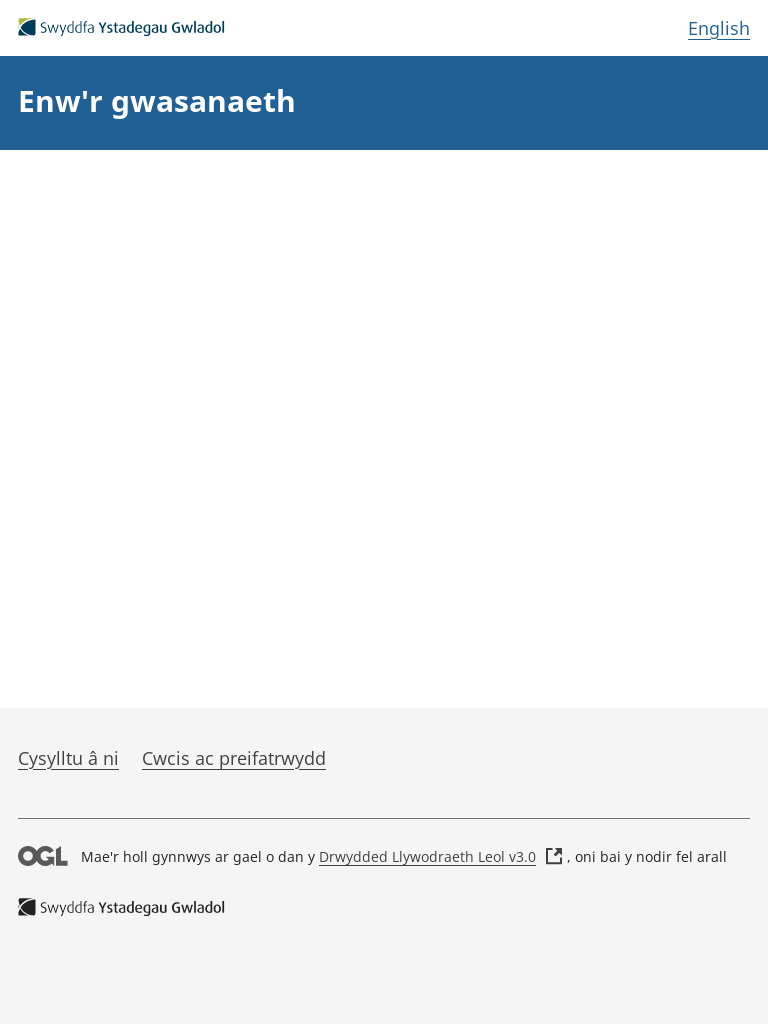 Swyddfa Ystadegau Gwladol
English
Enw'r gwasanaeth
Cysylltu â ni
Cwcis ac preifatrwydd
OGL
Mae'r holl gynnwys ar gael o dan y Drwydded Llywodraeth Leol v3.0 , oni bai y nodir fel arall
Swyddfa Ystadegau Gwladol